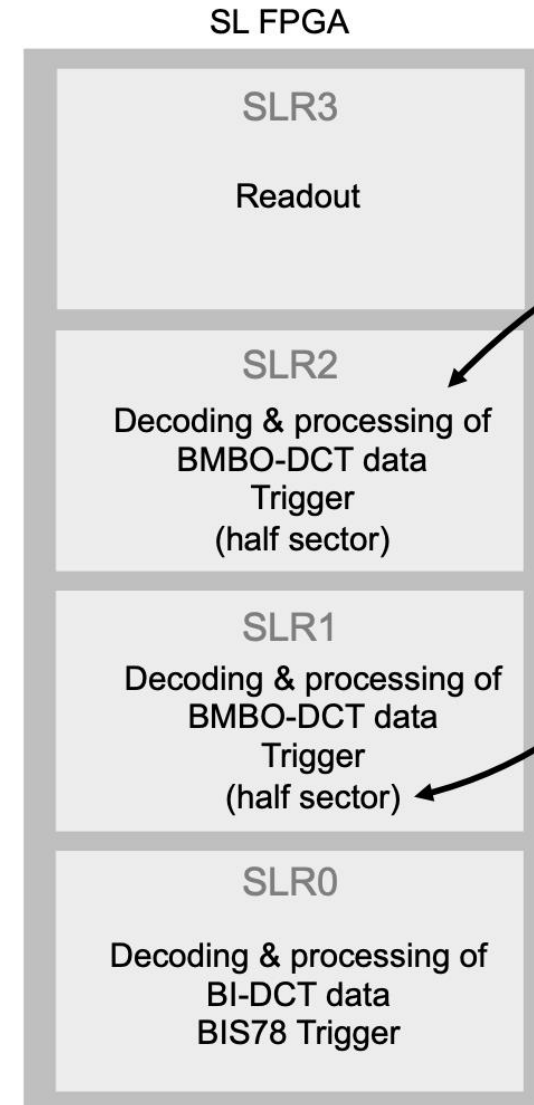 SL FPGA
SLR3
Readout
SLR2
Decoding & processing of
BMBO-DCT data
Trigger
(half sector)
SLR1
Decoding & processing of
BMBO-DCT data
Trigger
(half sector)
SLR0
Decoding & processing of
BI-DCT data
BIS78 Trigger